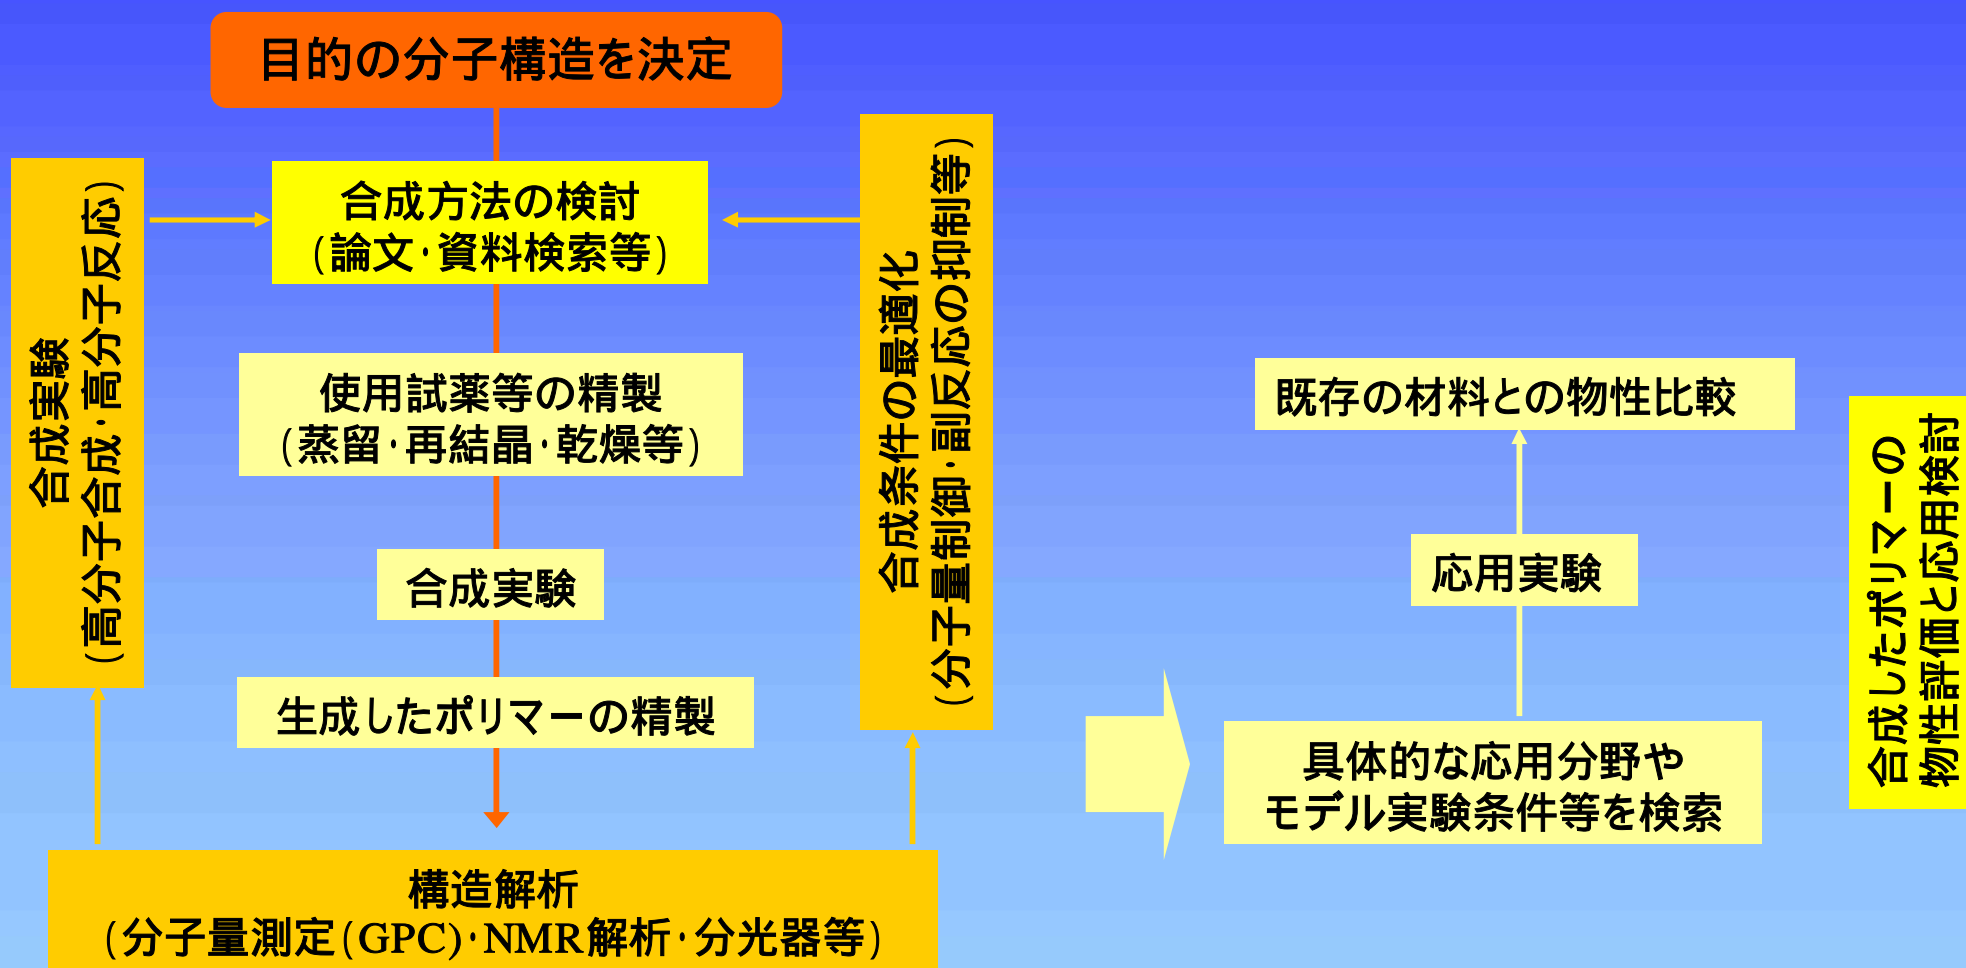 目的の分子構造を決定
合成実験
(高分子合成・高分子反応)
合成方法の検討
(論文・資料検索等)
合成条件の最適化
(分子量制御・副反応の抑制等)
使用試薬等の精製
(蒸留・再結晶・乾燥等)
合成実験
生成したポリマーの精製
構造解析
(分子量測定(GPC)・NMR解析・分光器等)
既存の材料との物性比較
応用実験
具体的な応用分野や
モデル実験条件等を検索
合成したポリマーの
物性評価と応用検討